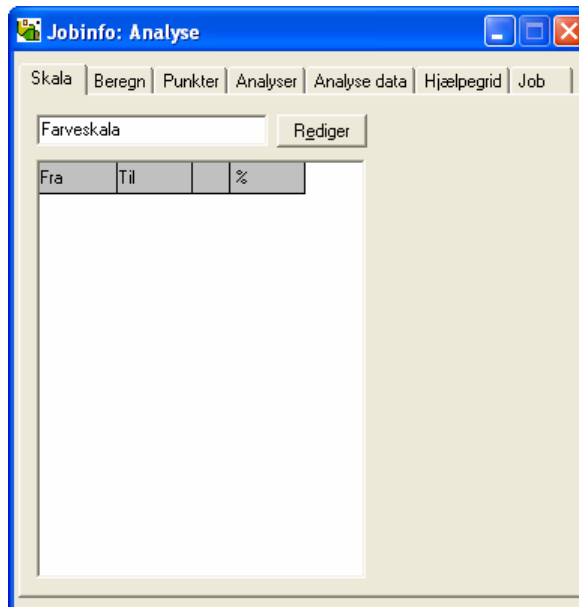 Jobinfo: Analyse
Skala Beregn Punkter Analyser Analyse data Hjælpegrid Job
Farveskala Rediger
Fra Til %